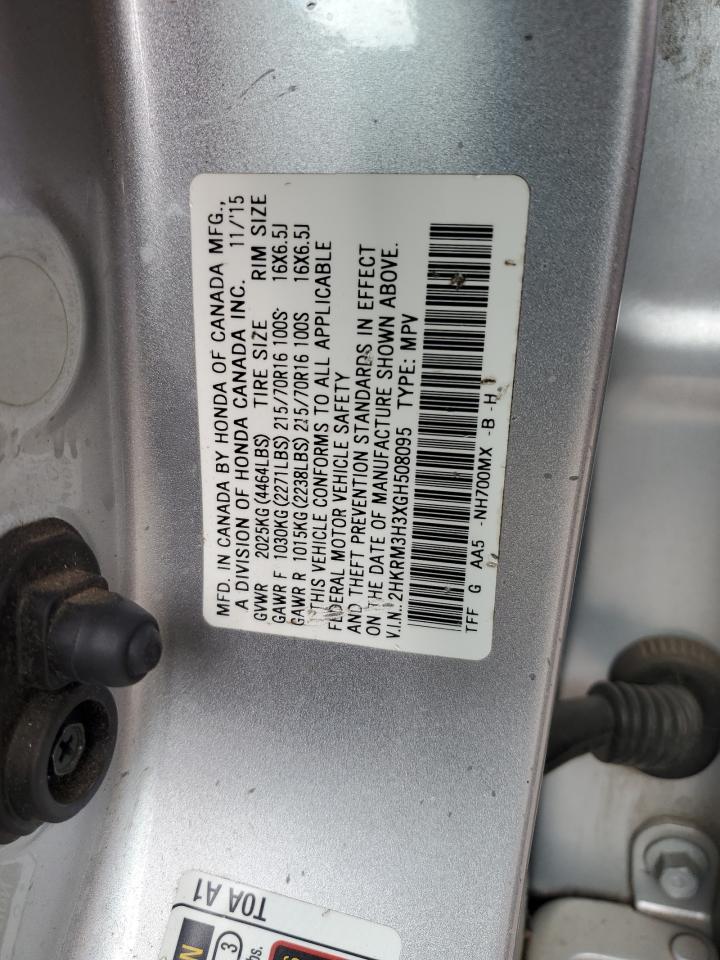 MFD. IN CANADA BY HONDA OF CANADA MFG.,
A DIVISION OF HONDA CANADA INC. 11/'15
GVWR 2025KG(4464LBS) TIRE SIZE RIM SIZE
GAWR F 1030KG(2271LBS) 215/70R16 100S 16X6.5J
GAWR R 1015KG(2238LBS) 215/70R16 100S 16X6.5J
THIS VEHICLE CONFORMS TO ALL APPLICABLE
FEDERAL MOTOR VEHICLE SAFETY
AND THEFT PREVENTION STANDARDS IN EFFECT
ON THE DATE OF MANUFACTURE SHOWN ABOVE.
V.I.N.:2HKRM3H3XGH508095 TYPE: MPV
TFF G AA5 -NH700MX -B -H
T0A A1
3